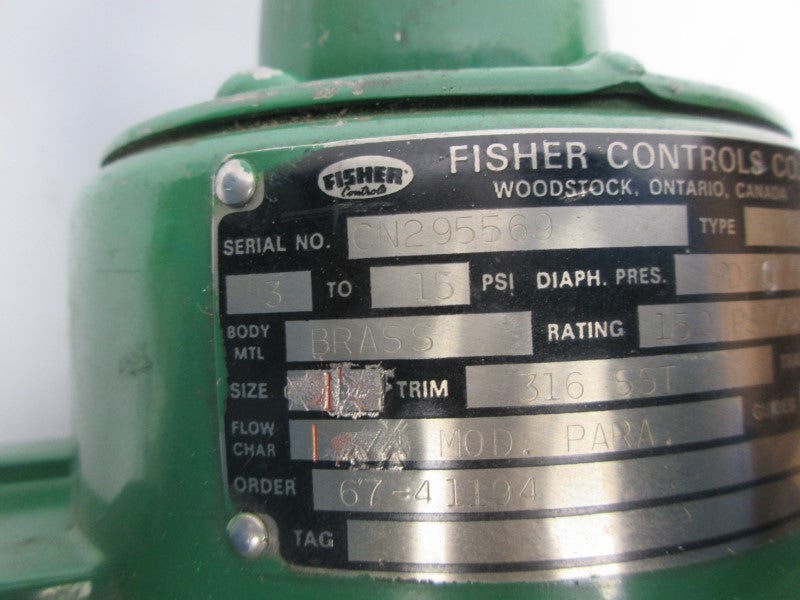 FISHER Controls
FISHER CONTROLS CO.
WOODSTOCK, ONTARIO, CANADA
SERIAL NO. CN295569 TYPE
3 TO 15 PSI DIAPH. PRES.
BODY MTL BRASS RATING
SIZE TRIM 316 SST
FLOW CHAR MOD. PARA.
ORDER 67-41194
TAG